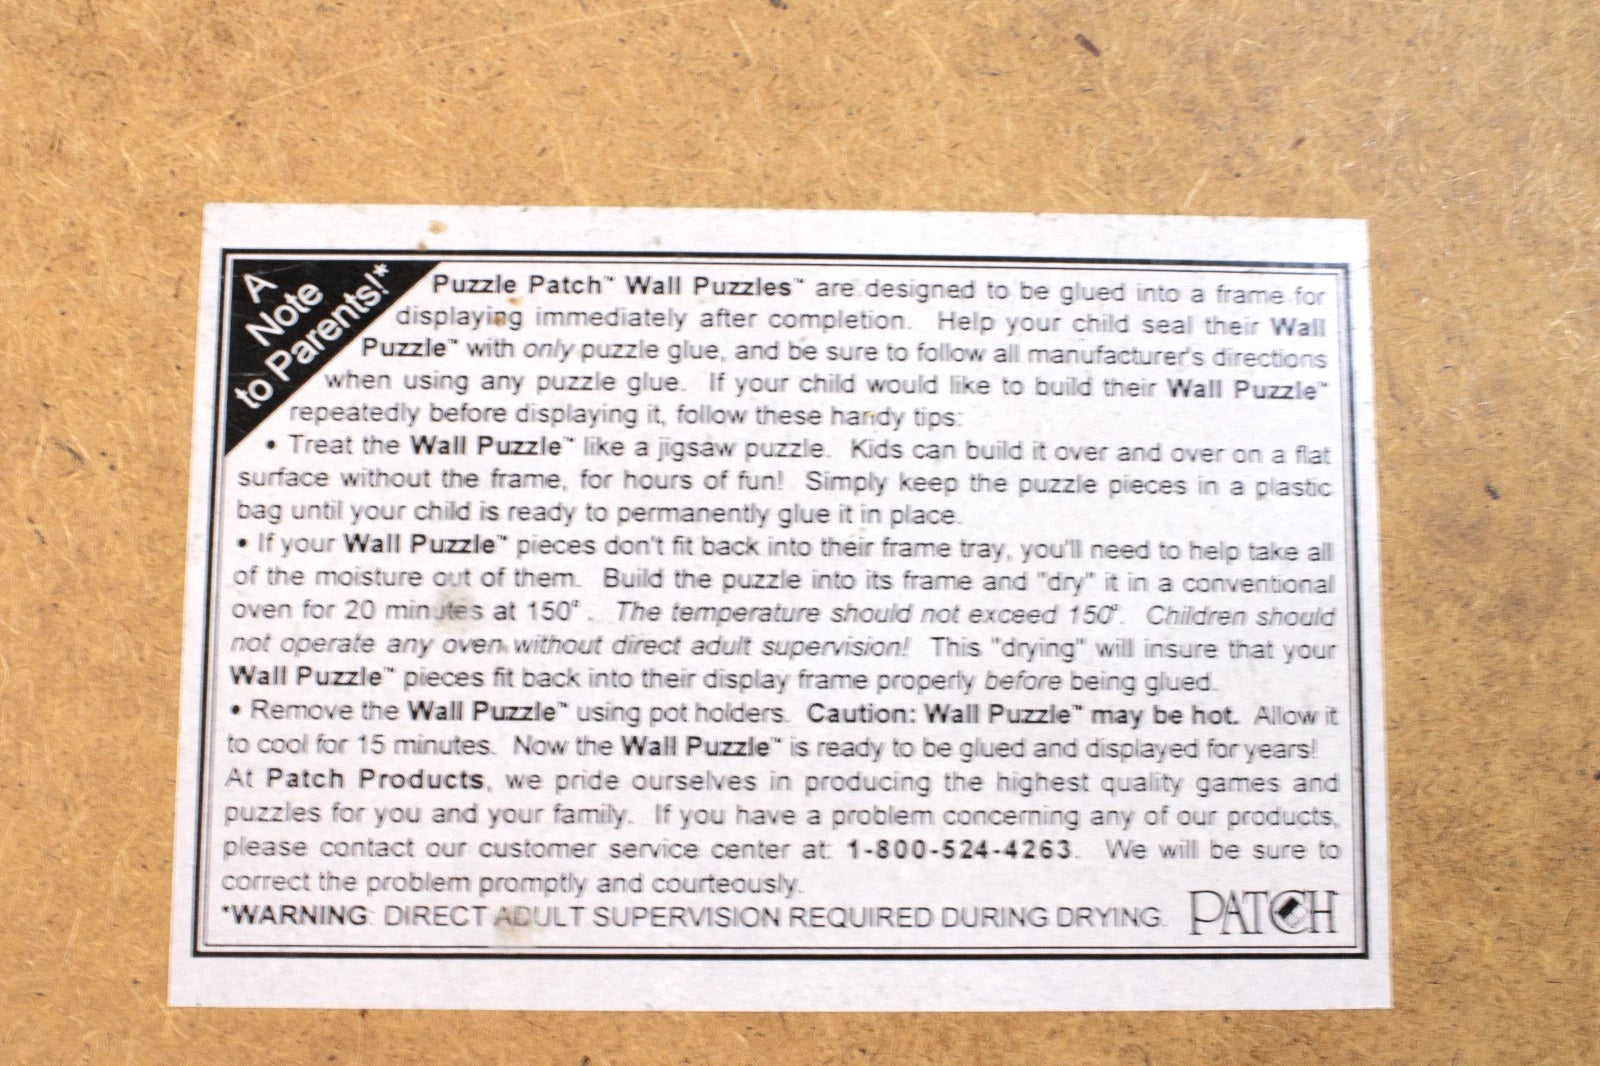 A
Note
to Parents!*
Puzzle Patch™ Wall Puzzles™ are designed to be glued into a frame for
displaying immediately after completion. Help your child seal their Wall
Puzzle™ with only puzzle glue, and be sure to follow all manufacturer's directions
when using any puzzle glue. If your child would like to build their Wall Puzzle™
repeatedly before displaying it, follow these handy tips:
• Treat the Wall Puzzle™ like a jigsaw puzzle. Kids can build it over and over on a flat
surface without the frame, for hours of fun! Simply keep the puzzle pieces in a plastic
bag until your child is ready to permanently glue it in place.
• If your Wall Puzzle™ pieces don't fit back into their frame tray, you'll need to help take all
of the moisture out of them. Build the puzzle into its frame and "dry" it in a conventional
oven for 20 minutes at 150°. The temperature should not exceed 150°. Children should
not operate any oven without direct adult supervision! This "drying" will insure that your
Wall Puzzle™ pieces fit back into their display frame properly before being glued.
• Remove the Wall Puzzle™ using pot holders. Caution: Wall Puzzle™ may be hot. Allow it
to cool for 15 minutes. Now the Wall Puzzle™ is ready to be glued and displayed for years!
At Patch Products, we pride ourselves in producing the highest quality games and
puzzles for you and your family. If you have a problem concerning any of our products,
please contact our customer service center at: 1-800-524-4263. We will be sure to
correct the problem promptly and courteously.
*WARNING: DIRECT ADULT SUPERVISION REQUIRED DURING DRYING.
PATCH